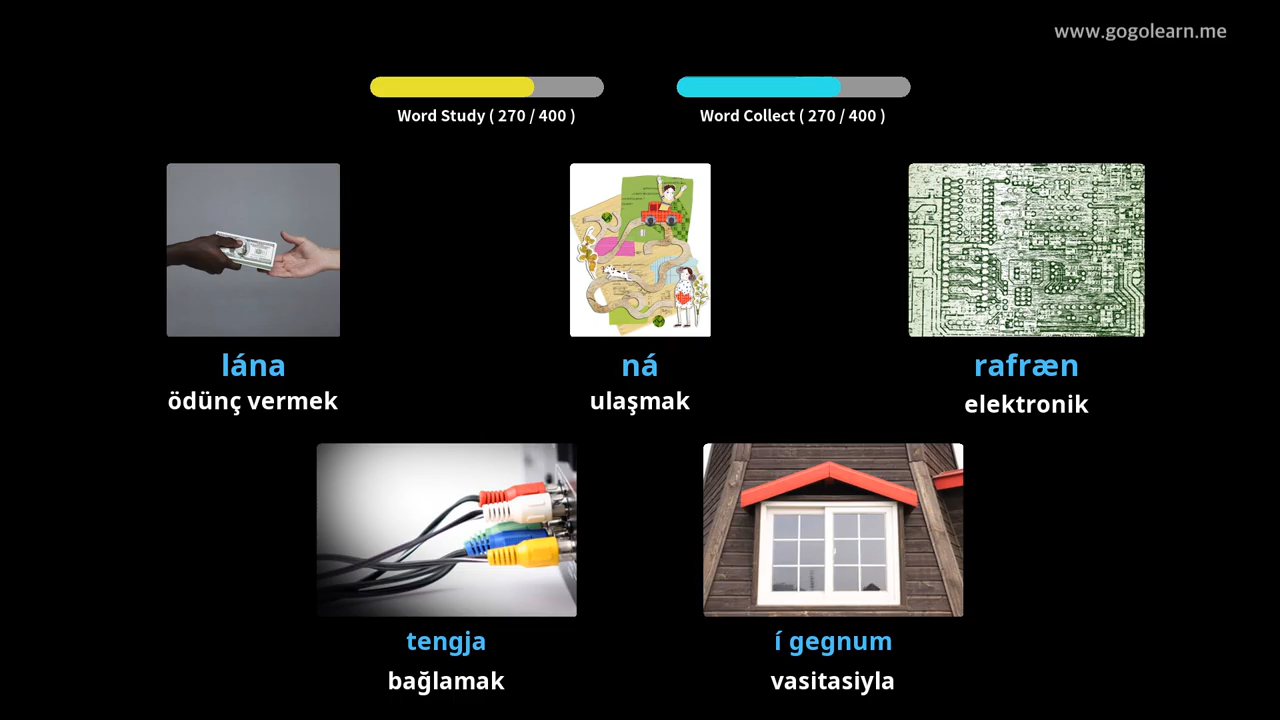 www.gogolearn.me
Word Study ( 270 / 400 )
Word Collect ( 270 / 400 )
lána
ödünç vermek
ná
ulaşmak
rafræn
elektronik
tengja
bağlamak
í gegnum
vasitasiyla